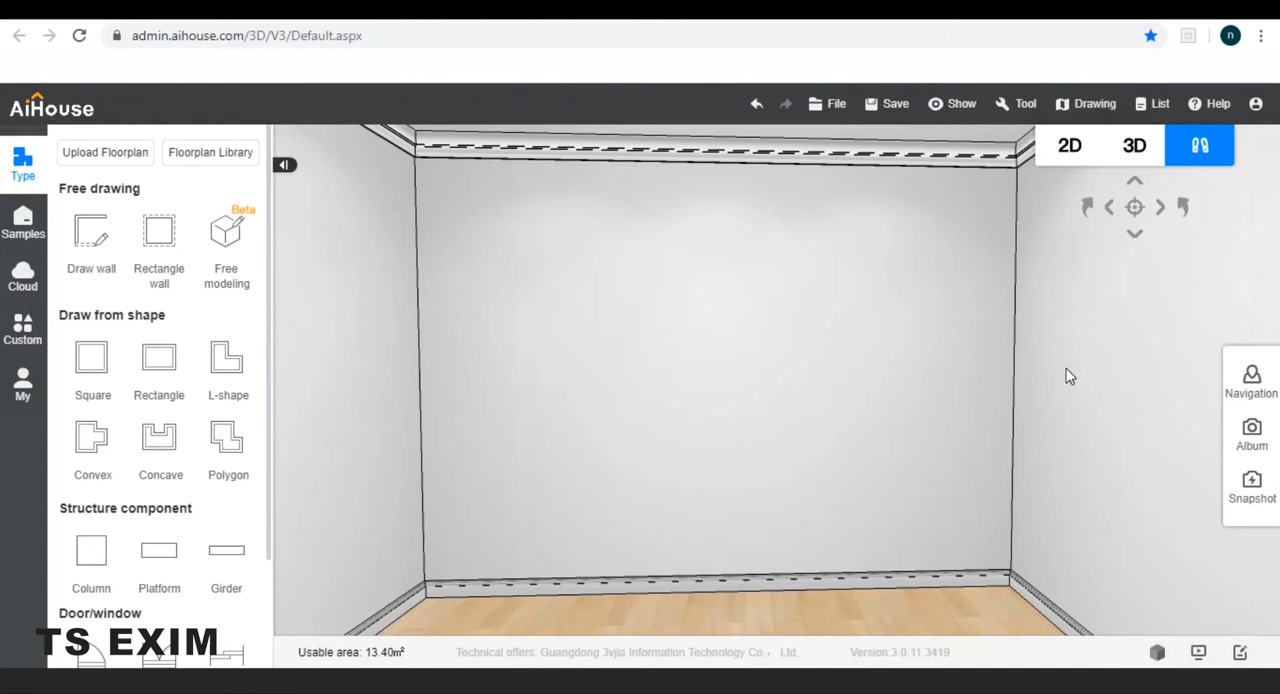 admin.aihouse.com/3D/V3/Default.aspx
n
AiHouse
File
Save
Show
Tool
Drawing
List
Help
Type
Samples
Cloud
Custom
My
Upload Floorplan
Floorplan Library
Free drawing
Beta
Draw wall
Rectangle
wall
Free
modeling
Draw from shape
Square
Rectangle
L-shape
Convex
Concave
Polygon
Structure component
Column
Platform
Girder
Door/window
TS EXIM
2D
3D
Navigation
Album
Snapshot
Usable area: 13.40m²
Technical offers: Guangdong 3vjia Information Technology Co., Ltd.
Version:3.0.11.3419